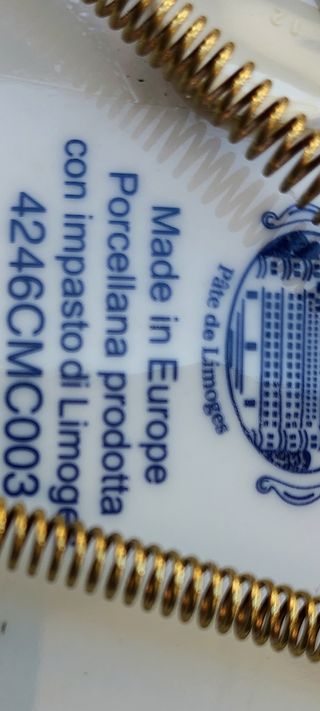 Pâte de Limoges
Made in Europe
Porcellana prodotta
con impasto di Limoge
4246CMC003